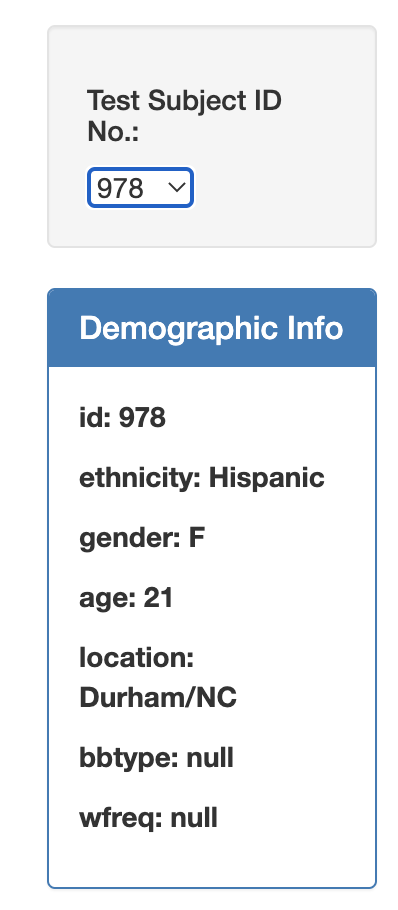 Test Subject ID
No.:
978
Demographic Info
id: 978
ethnicity: Hispanic
gender: F
age: 21
location:
Durham/NC
bbtype: null
wfreq: null